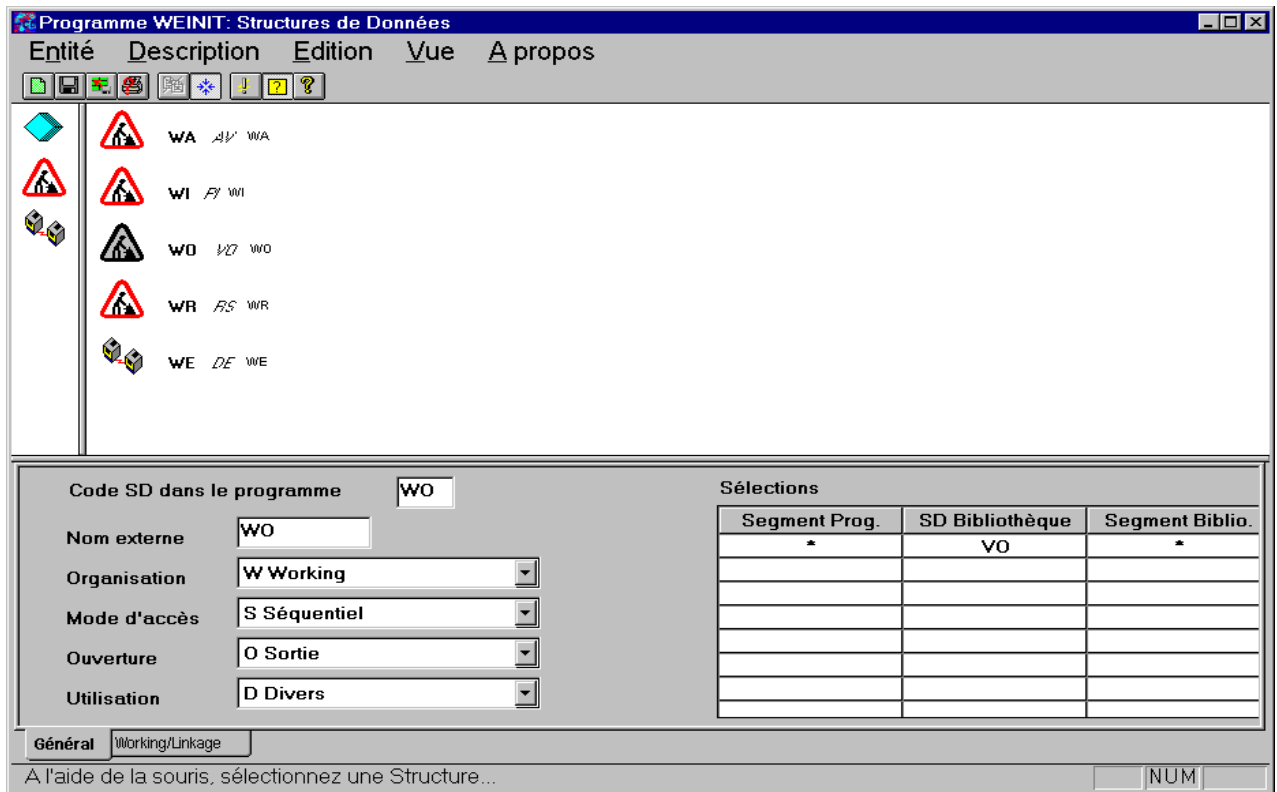 Programme WEINIT: Structures de Données
Entité Description Edition Vue A propos
WA AV WA
WI WI
WO VO WO
WR RS WR
WE DE WE
Code SD dans le programme WO
Nom externe WO
Organisation W Working
Mode d'accès S Séquentiel
Ouverture O Sortie
Utilisation D Divers
Sélections
Segment Prog. SD Bibliothèque Segment Biblio.
* VO *
Général Working/Linkage
A l'aide de la souris, sélectionnez une Structure...
NUM